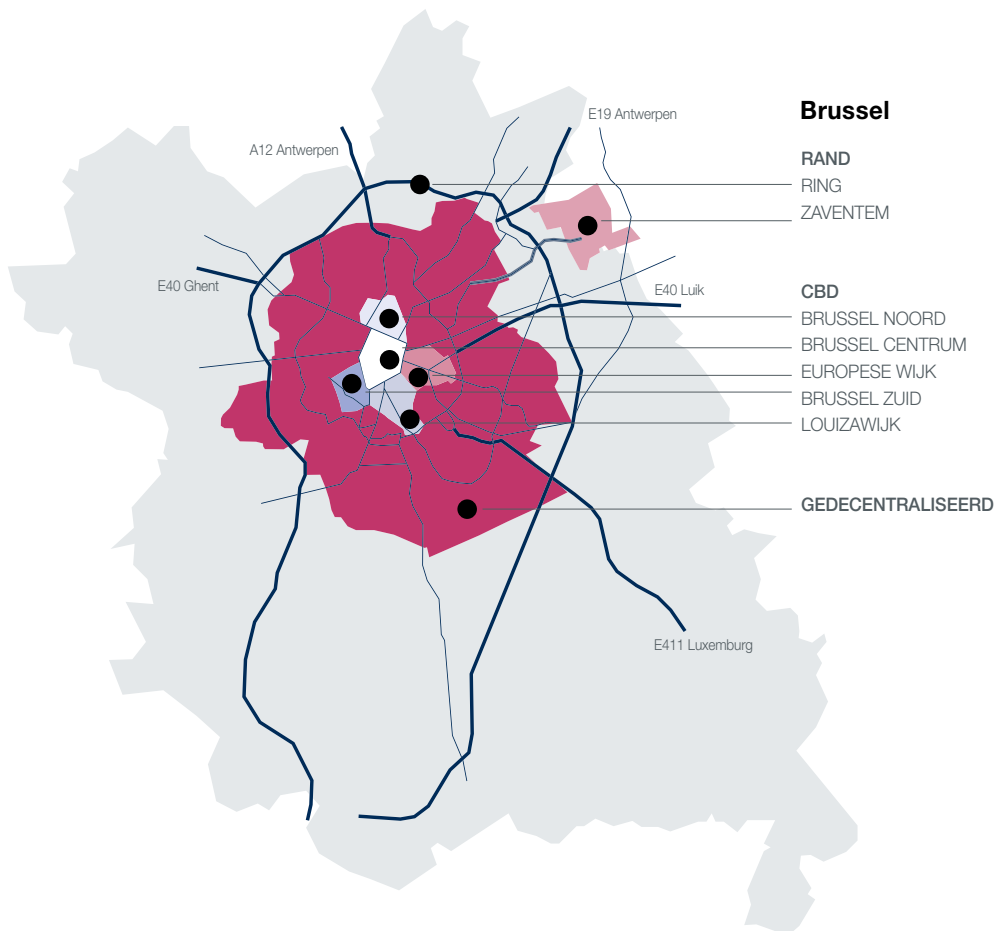 E19 Antwerpen
A12 Antwerpen
E40 Ghent
E40 Luik
E411 Luxemburg
Brussel
RAND
RING
ZAVENTEM
CBD
BRUSSEL NOORD
BRUSSEL CENTRUM
EUROPESE WIJK
BRUSSEL ZUID
LOUIZAWIJK
GEDECENTRALISEERD